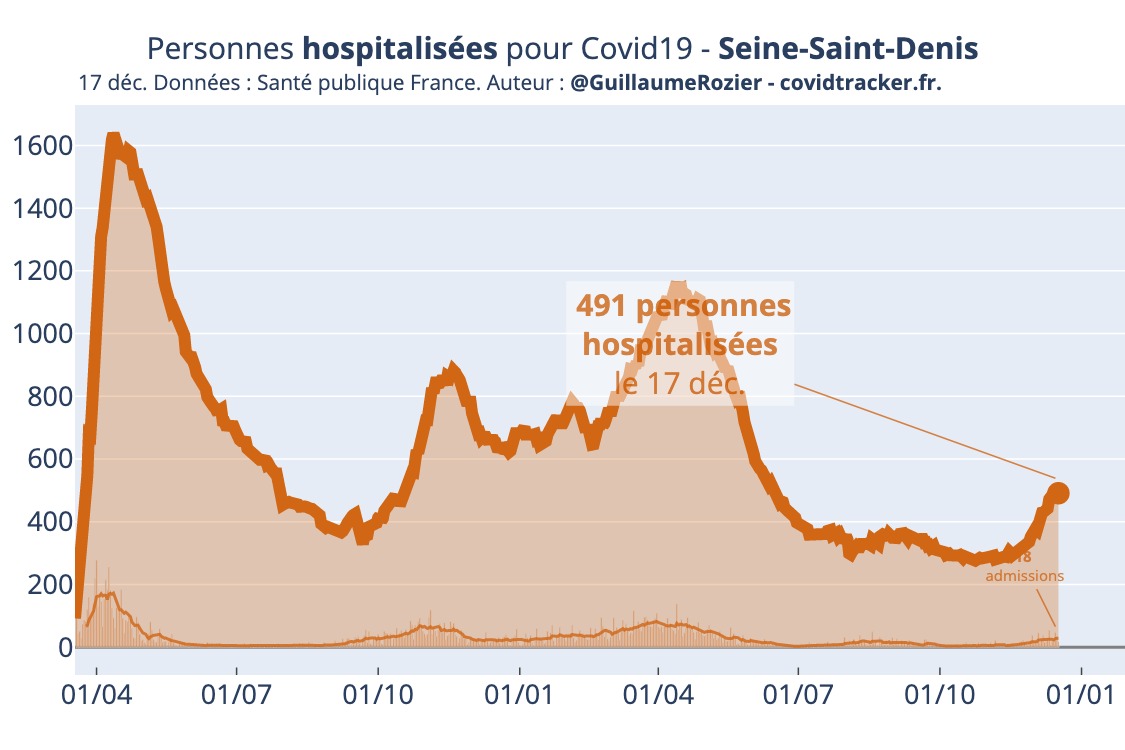 Personnes hospitalisées pour Covid19 - Seine-Saint-Denis
17 déc. Données : Santé publique France. Auteur : @GuillaumeRozier - covidtracker.fr.
1600
1400
1200
1000
800
600
400
200
0
491 personnes
hospitalisées
le 17 déc.
admissions
01/04
01/07
01/10
01/01
01/04
01/07
01/10
01/01